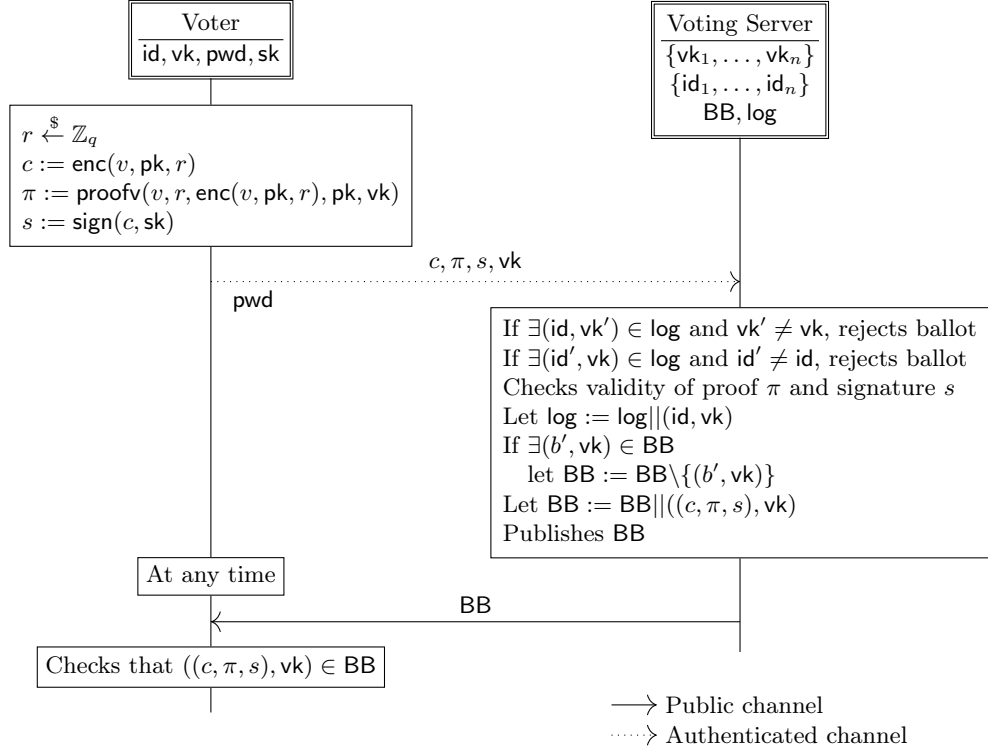 Voter
id, vk, pwd, sk
Voting Server
{vk₁, . . . , vkₙ}
{id₁, . . . , idₙ}
BB, log
r ←$ ℤ_q
c := enc(v, pk, r)
π := proofv(v, r, enc(v, pk, r), pk, vk)
s := sign(c, sk)
c, π, s, vk
pwd
If ∃(id, vk′) ∈ log and vk′ ≠ vk, rejects ballot
If ∃(id′, vk) ∈ log and id′ ≠ id, rejects ballot
Checks validity of proof π and signature s
Let log := log||(id, vk)
If ∃(b′, vk) ∈ BB
let BB := BB\{(b′, vk)}
Let BB := BB||((c, π, s), vk)
Publishes BB
At any time
BB
Checks that ((c, π, s), vk) ∈ BB
Public channel
Authenticated channel